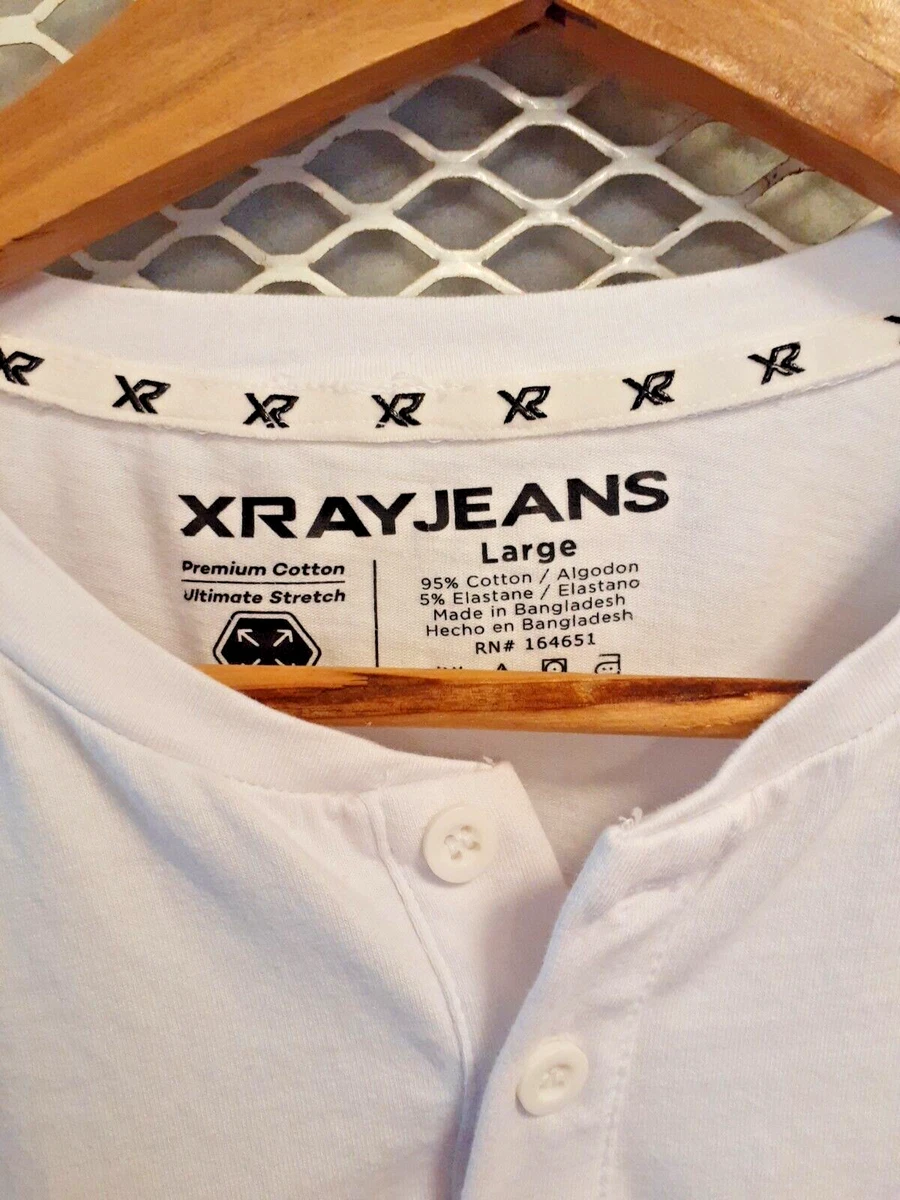 XR XR XR XR XR XR XR
XRAYJEANS
Large
Premium Cotton
Ultimate Stretch
95% Cotton / Algodon
5% Elastane / Elastano
Made in Bangladesh
Hecho en Bangladesh
RN# 164651